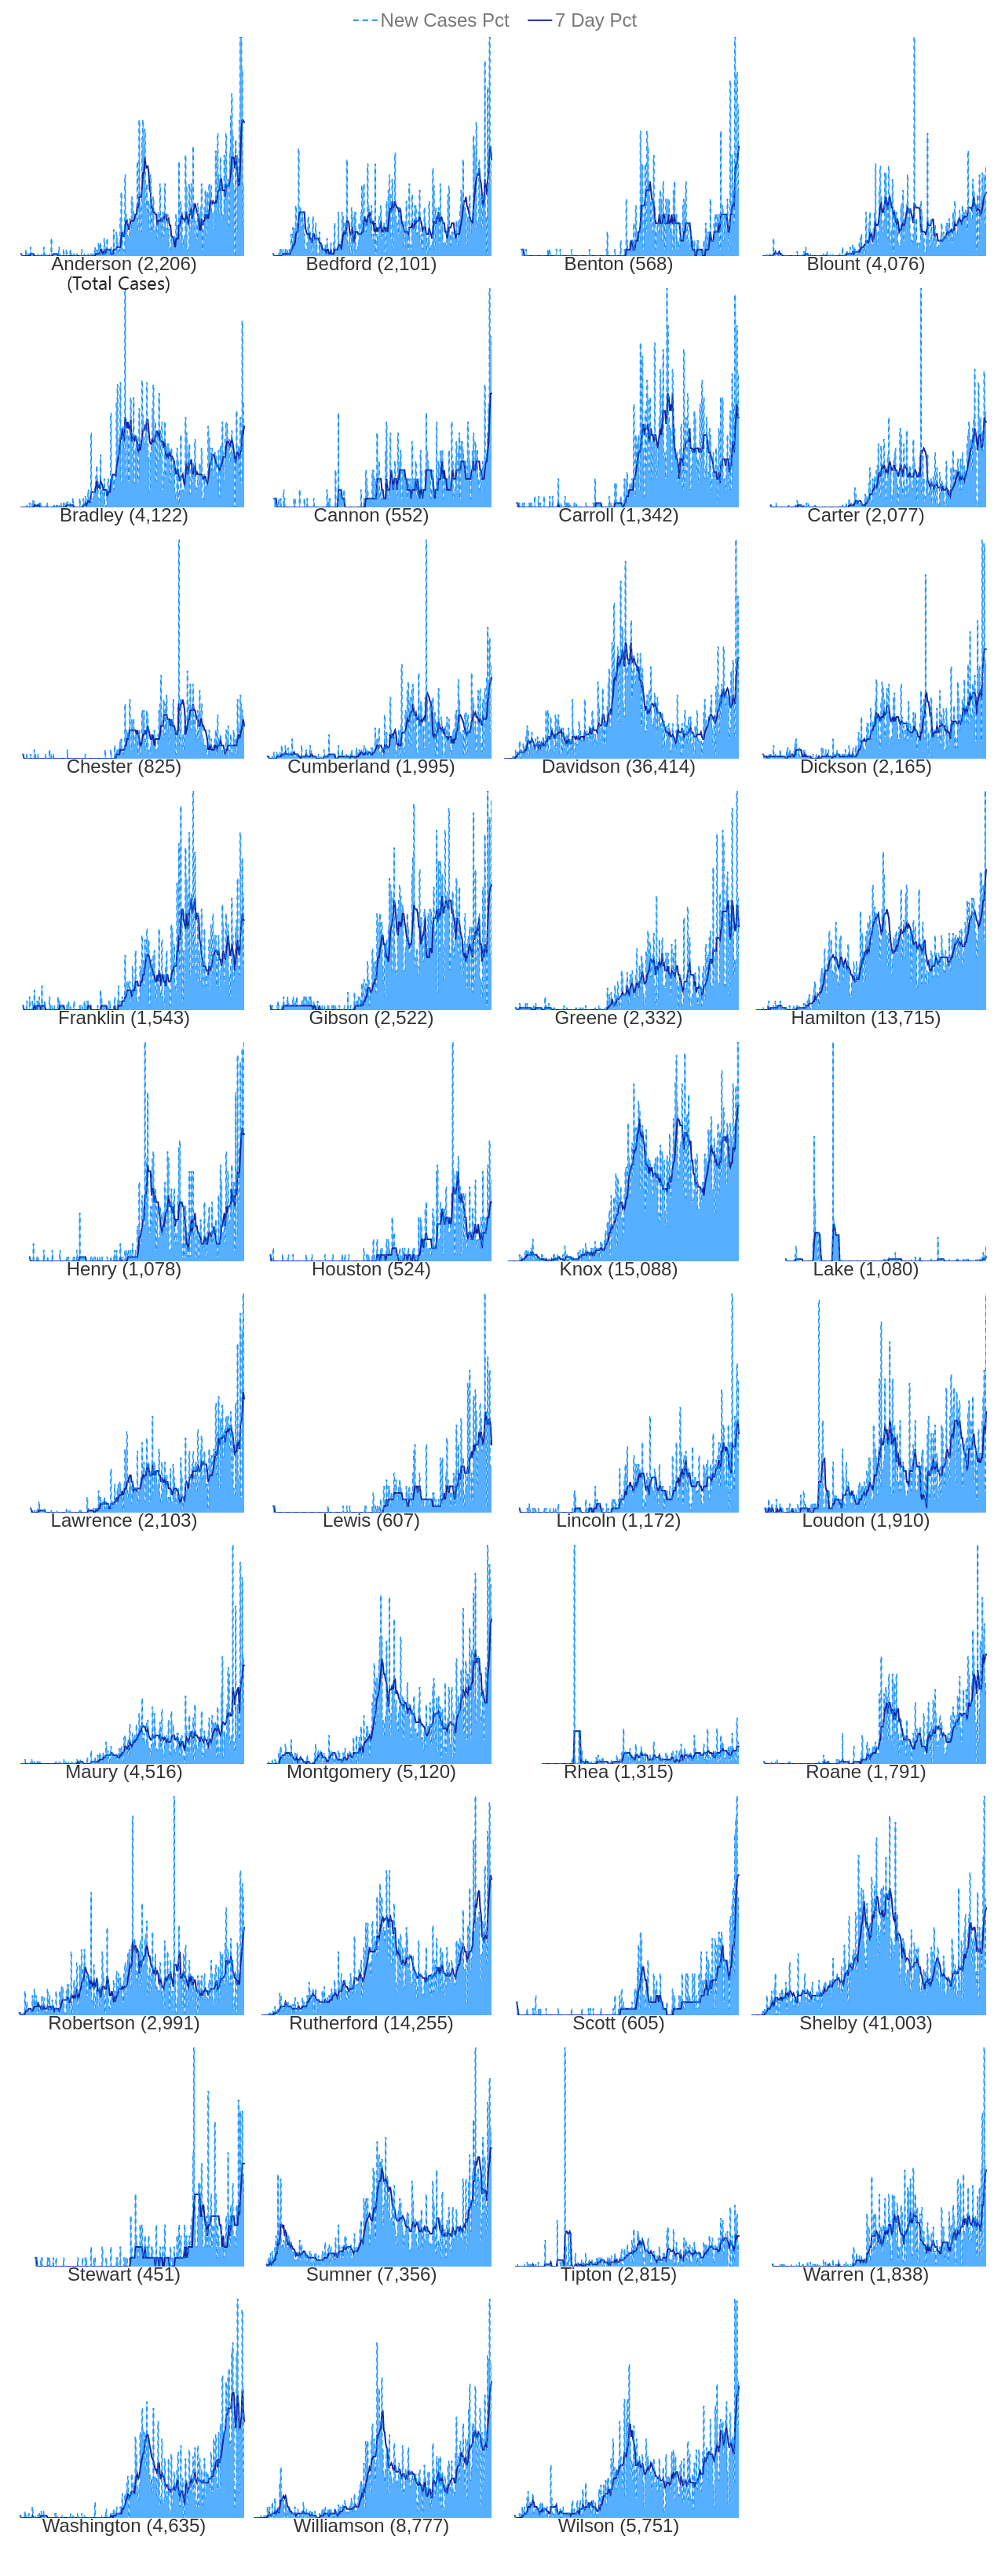 New Cases Pct 7 Day Pct
Anderson (2,206) Bedford (2,101) Benton (568) Blount (4,076)
(Total Cases)
Bradley (4,122) Cannon (552) Carroll (1,342) Carter (2,077)
Chester (825) Cumberland (1,995) Davidson (36,414) Dickson (2,165)
Franklin (1,543) Gibson (2,522) Greene (2,332) Hamilton (13,715)
Henry (1,078) Houston (524) Knox (15,088) Lake (1,080)
Lawrence (2,103) Lewis (607) Lincoln (1,172) Loudon (1,910)
Maury (4,516) Montgomery (5,120) Rhea (1,315) Roane (1,791)
Robertson (2,991) Rutherford (14,255) Scott (605) Shelby (41,003)
Stewart (451) Sumner (7,356) Tipton (2,815) Warren (1,838)
Washington (4,635) Williamson (8,777) Wilson (5,751)